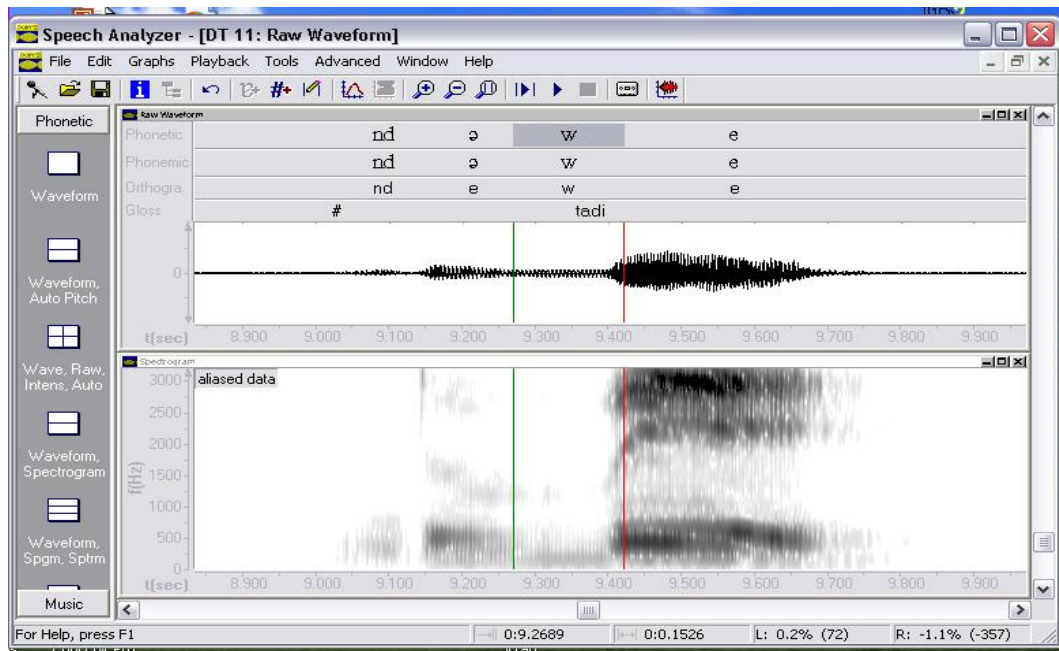 Speech Analyzer - [DT 11: Raw Waveform]
File Edit Graphs Playback Tools Advanced Window Help
Phonetic
Waveform
Waveform,
Auto Pitch
Wave, Raw,
Intens, Auto
Waveform,
Spectrogram
Waveform,
Spgm, Sptrm
Music
Raw Waveform
Phonetic nd ə w e
Phonemic nd ə w e
Orthogra. nd e w e
Gloss # tadi
0
t(sec) 8.900 9.000 9.100 9.200 9.300 9.400 9.500 9.600 9.700 9.800 9.900
Spectrogram
aliased data
3000
2500
2000
1500
1000
500
0
f(Hz)
t(sec) 8.900 9.000 9.100 9.200 9.300 9.400 9.500 9.600 9.700 9.800 9.900
For Help, press F1 0:9.2689 0:0.1526 L: 0.2% (72) R: -1.1% (-357)